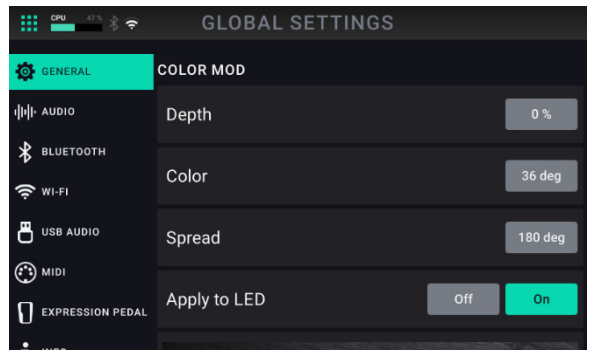 CPU 47 % GLOBAL SETTINGS
GENERAL
COLOR MOD
AUDIO
Depth 0 %
BLUETOOTH
Color 36 deg
WI-FI
USB AUDIO
Spread 180 deg
MIDI
Apply to LED Off On
EXPRESSION PEDAL